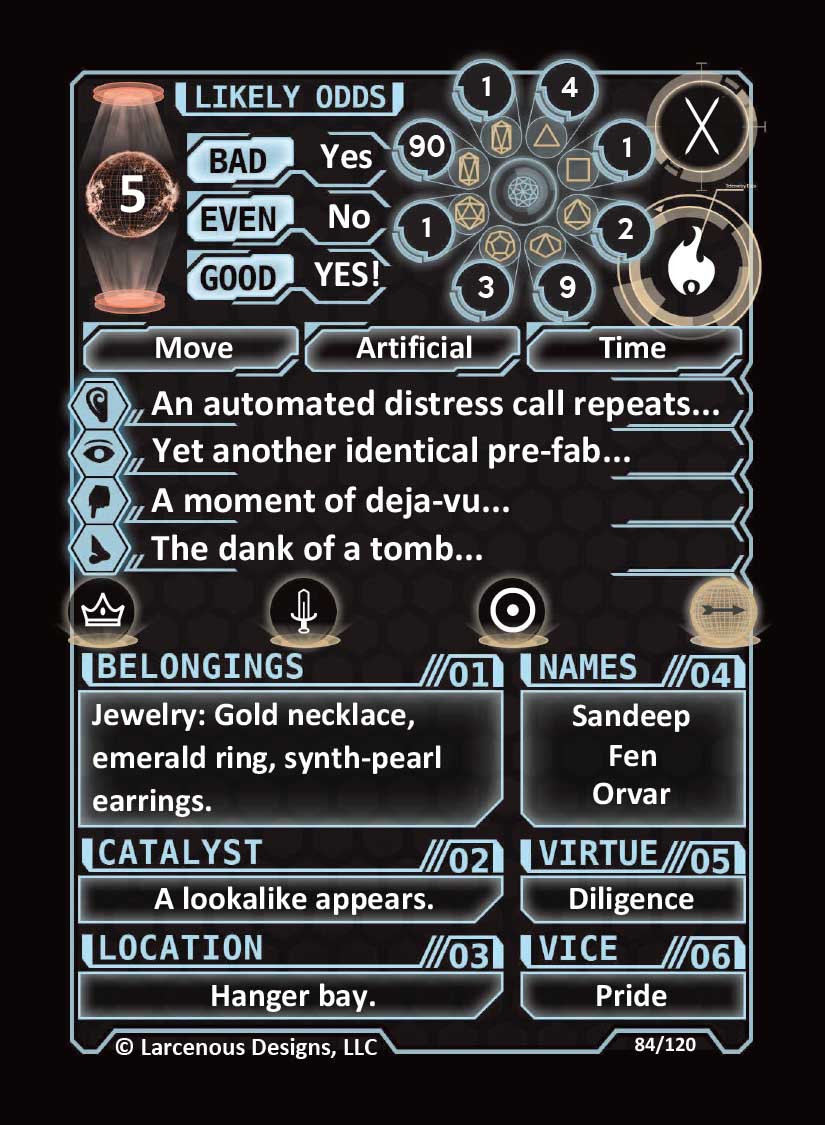 LIKELY ODDS
5
BAD Yes
EVEN No
GOOD YES!
1
4
90
1
1
2
3
9
Telemetry Data
Move
Artificial
Time
An automated distress call repeats...
Yet another identical pre-fab...
A moment of deja-vu...
The dank of a tomb...
BELONGINGS ///01
Jewelry: Gold necklace,
emerald ring, synth-pearl
earrings.
NAMES ///04
Sandeep
Fen
Orvar
CATALYST ///02
A lookalike appears.
VIRTUE ///05
Diligence
LOCATION ///03
Hanger bay.
VICE ///06
Pride
© Larcenous Designs, LLC
84/120